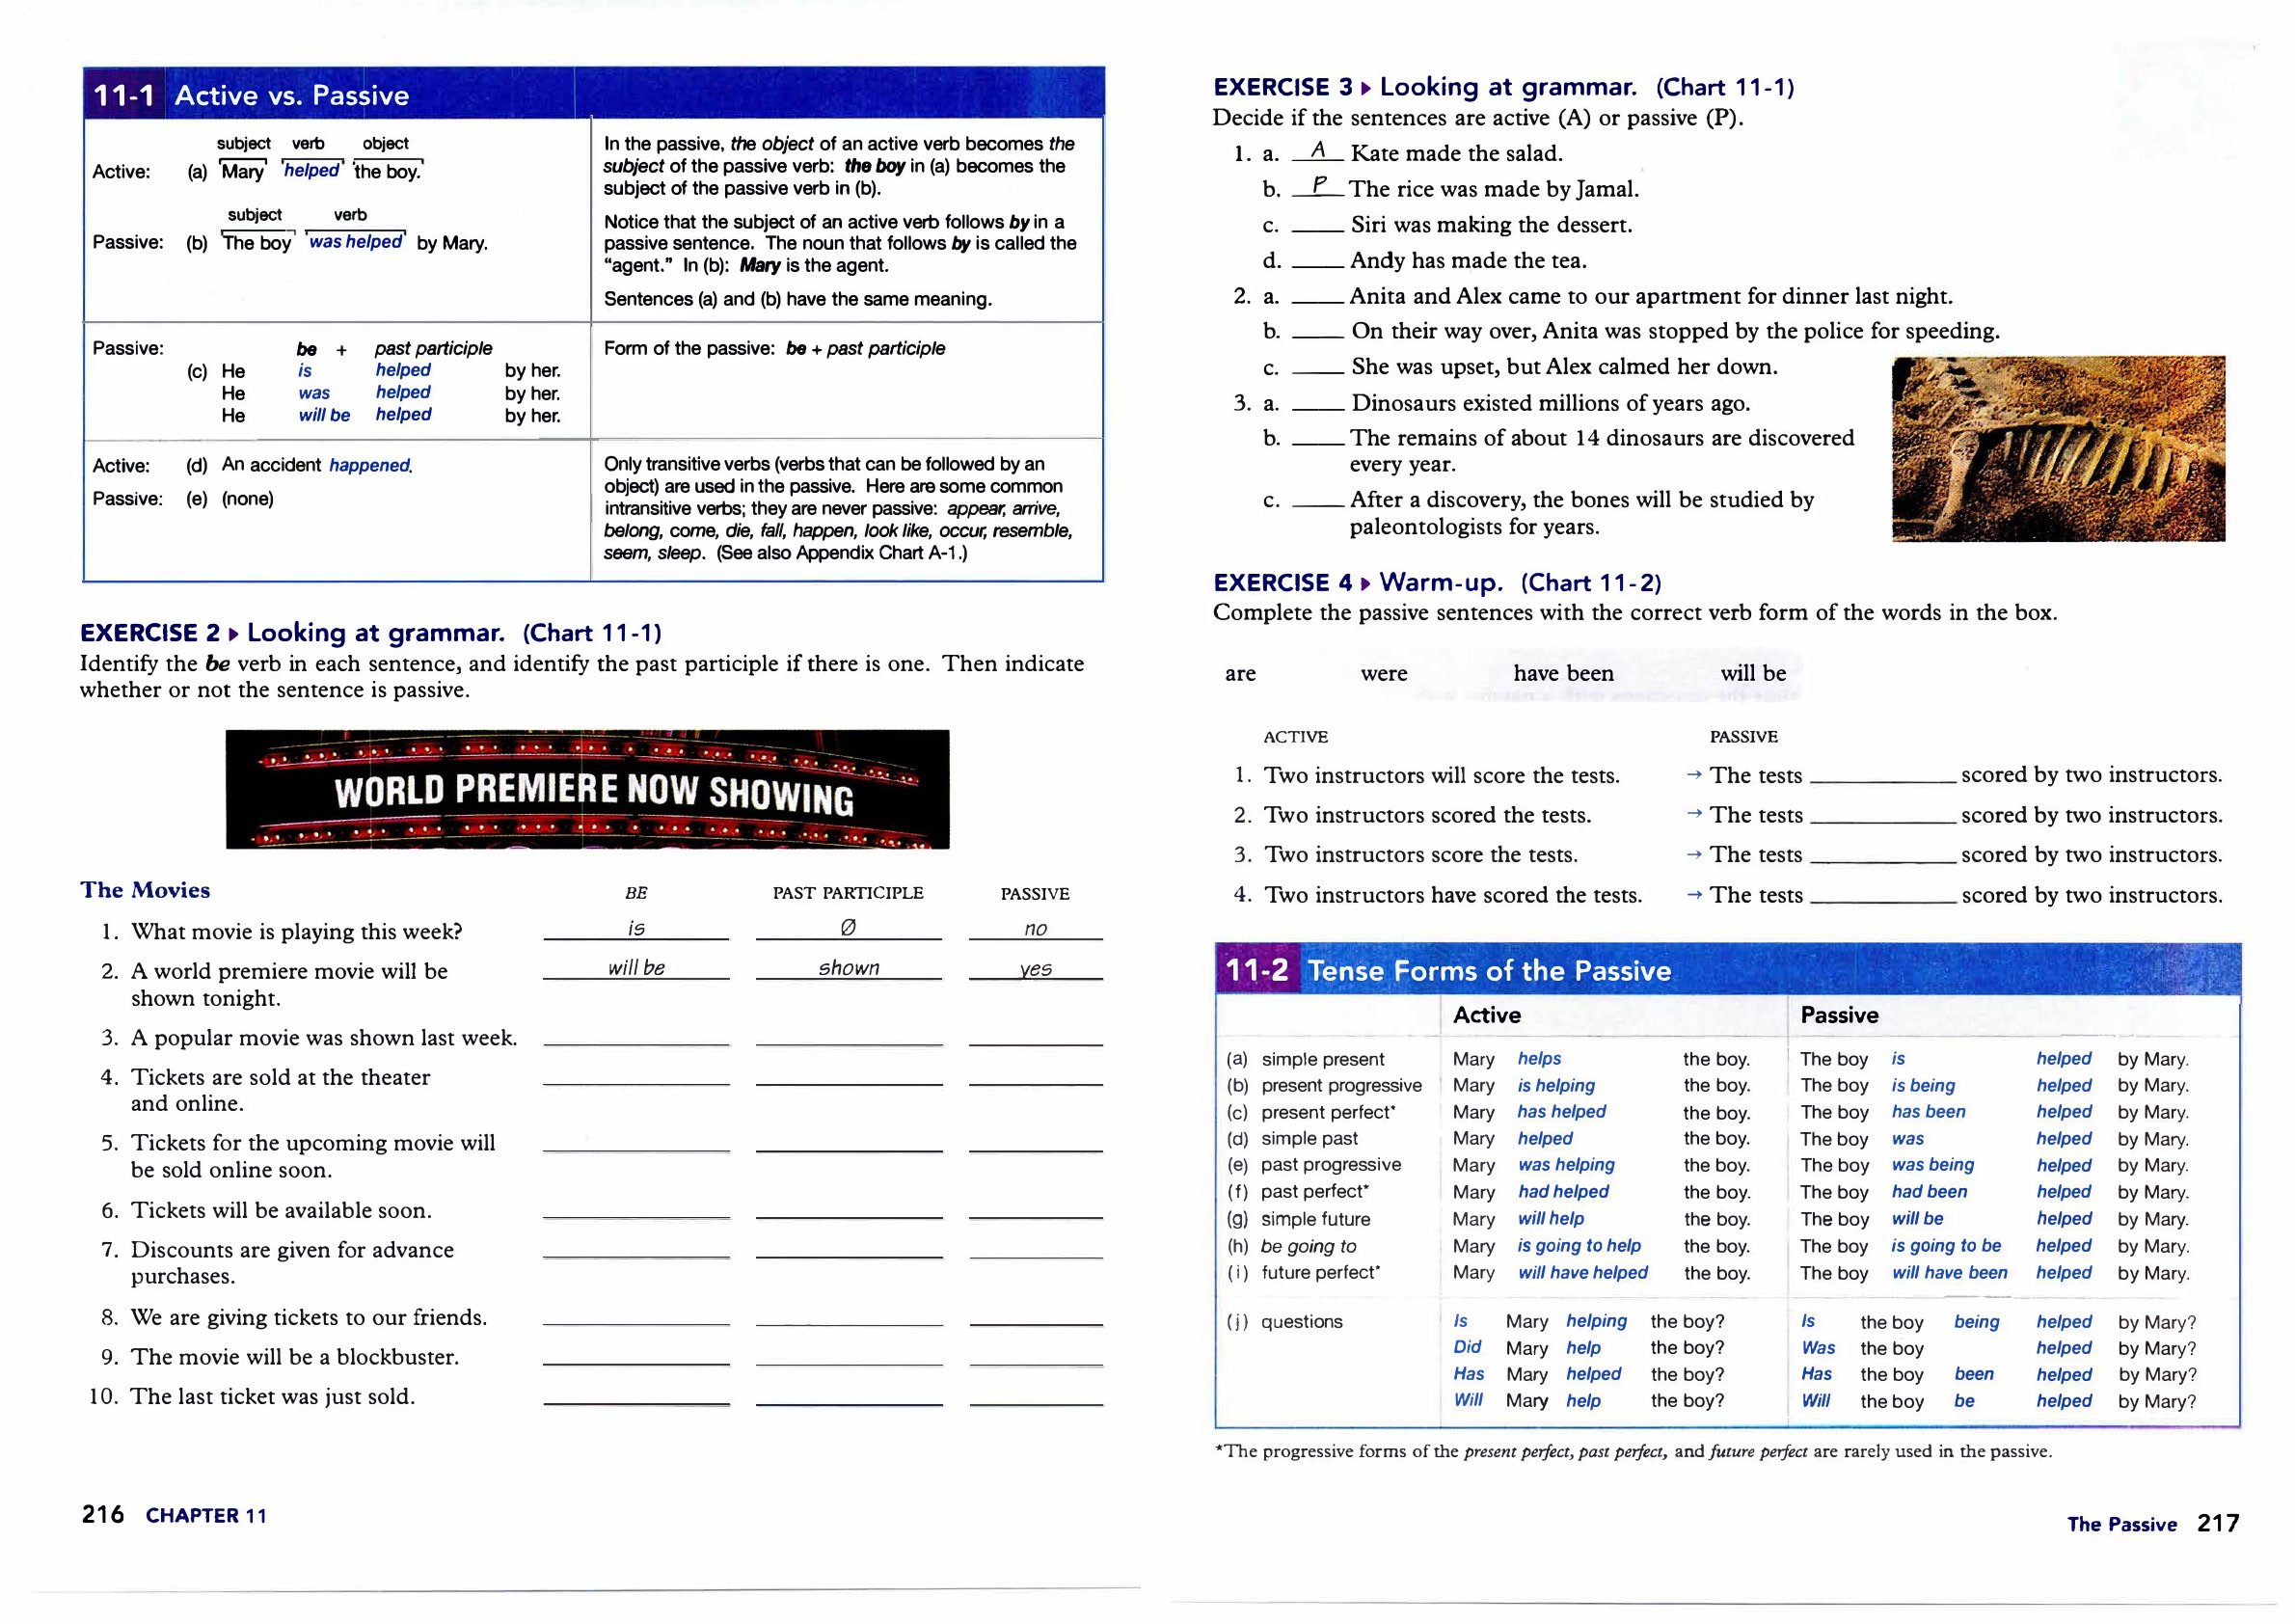 11-1 Active vs. Passive
subject verb object
Active: (a) Mary helped the boy.
subject verb
Passive: (b) The boy was helped by Mary.
In the passive, the object of an active verb becomes the
subject of the passive verb: the boy in (a) becomes the
subject of the passive verb in (b).
Notice that the subject of an active verb follows by in a
passive sentence. The noun that follows by is called the
“agent.” In (b): Mary is the agent.
Sentences (a) and (b) have the same meaning.
Passive: be + past participle
(c) He is helped by her.
He was helped by her.
He will be helped by her.
Form of the passive: be + past participle
Active: (d) An accident happened.
Passive: (e) (none)
Only transitive verbs (verbs that can be followed by an
object) are used in the passive. Here are some common
intransitive verbs; they are never passive: appear, arrive,
belong, come, die, fall, happen, look like, occur, resemble,
seem, sleep. (See also Appendix Chart A-1.)
EXERCISE 2 ▸ Looking at grammar. (Chart 11-1)
Identify the be verb in each sentence, and identify the past participle if there is one. Then indicate
whether or not the sentence is passive.
WORLD PREMIERE NOW SHOWING
The Movies BE PAST PARTICIPLE PASSIVE
1. What movie is playing this week? is Ø no
2. A world premiere movie will be will be shown yes
shown tonight.
3. A popular movie was shown last week.
4. Tickets are sold at the theater
and online.
5. Tickets for the upcoming movie will
be sold online soon.
6. Tickets will be available soon.
7. Discounts are given for advance
purchases.
8. We are giving tickets to our friends.
9. The movie will be a blockbuster.
10. The last ticket was just sold.
216 CHAPTER 11
EXERCISE 3 ▸ Looking at grammar. (Chart 11-1)
Decide if the sentences are active (A) or passive (P).
1. a. A Kate made the salad.
b. P The rice was made by Jamal.
c. Siri was making the dessert.
d. Andy has made the tea.
2. a. Anita and Alex came to our apartment for dinner last night.
b. On their way over, Anita was stopped by the police for speeding.
c. She was upset, but Alex calmed her down.
3. a. Dinosaurs existed millions of years ago.
b. The remains of about 14 dinosaurs are discovered
every year.
c. After a discovery, the bones will be studied by
paleontologists for years.
EXERCISE 4 ▸ Warm-up. (Chart 11-2)
Complete the passive sentences with the correct verb form of the words in the box.
are were have been will be
ACTIVE PASSIVE
1. Two instructors will score the tests. → The tests scored by two instructors.
2. Two instructors scored the tests. → The tests scored by two instructors.
3. Two instructors score the tests. → The tests scored by two instructors.
4. Two instructors have scored the tests. → The tests scored by two instructors.
11-2 Tense Forms of the Passive
Active Passive
(a) simple present Mary helps the boy. The boy is helped by Mary.
(b) present progressive Mary is helping the boy. The boy is being helped by Mary.
(c) present perfect* Mary has helped the boy. The boy has been helped by Mary.
(d) simple past Mary helped the boy. The boy was helped by Mary.
(e) past progressive Mary was helping the boy. The boy was being helped by Mary.
(f) past perfect* Mary had helped the boy. The boy had been helped by Mary.
(g) simple future Mary will help the boy. The boy will be helped by Mary.
(h) be going to Mary is going to help the boy. The boy is going to be helped by Mary.
(i) future perfect* Mary will have helped the boy. The boy will have been helped by Mary.
(j) questions Is Mary helping the boy? Is the boy being helped by Mary?
Did Mary help the boy? Was the boy helped by Mary?
Has Mary helped the boy? Has the boy been helped by Mary?
Will Mary help the boy? Will the boy be helped by Mary?
*The progressive forms of the present perfect, past perfect, and future perfect are rarely used in the passive.
The Passive 217